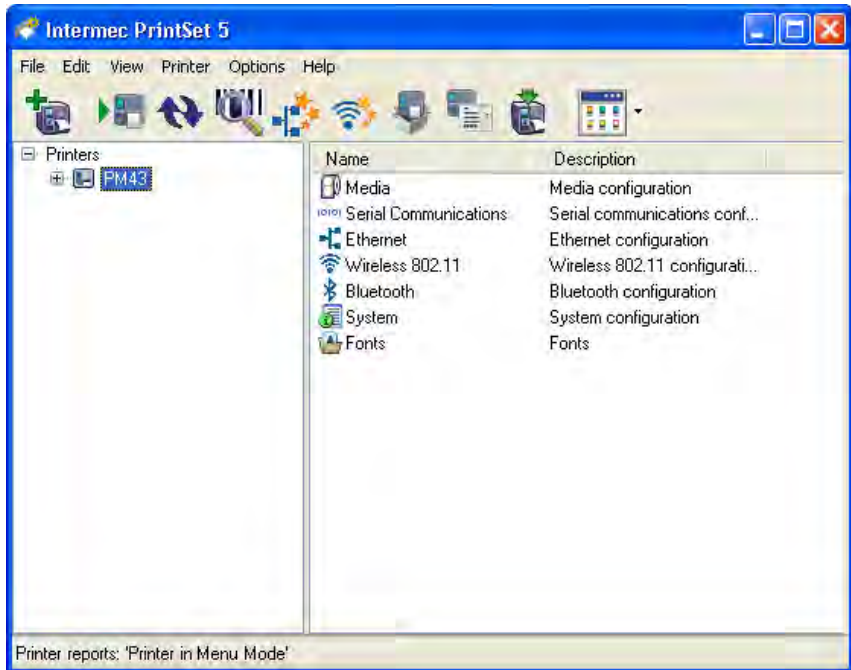 Intermec PrintSet 5
File Edit View Printer Options Help
Printers
PM43
Name Description
Media Media configuration
Serial Communications Serial communications conf...
Ethernet Ethernet configuration
Wireless 802.11 Wireless 802.11 configurati...
Bluetooth Bluetooth configuration
System System configuration
Fonts Fonts
Printer reports: 'Printer in Menu Mode'